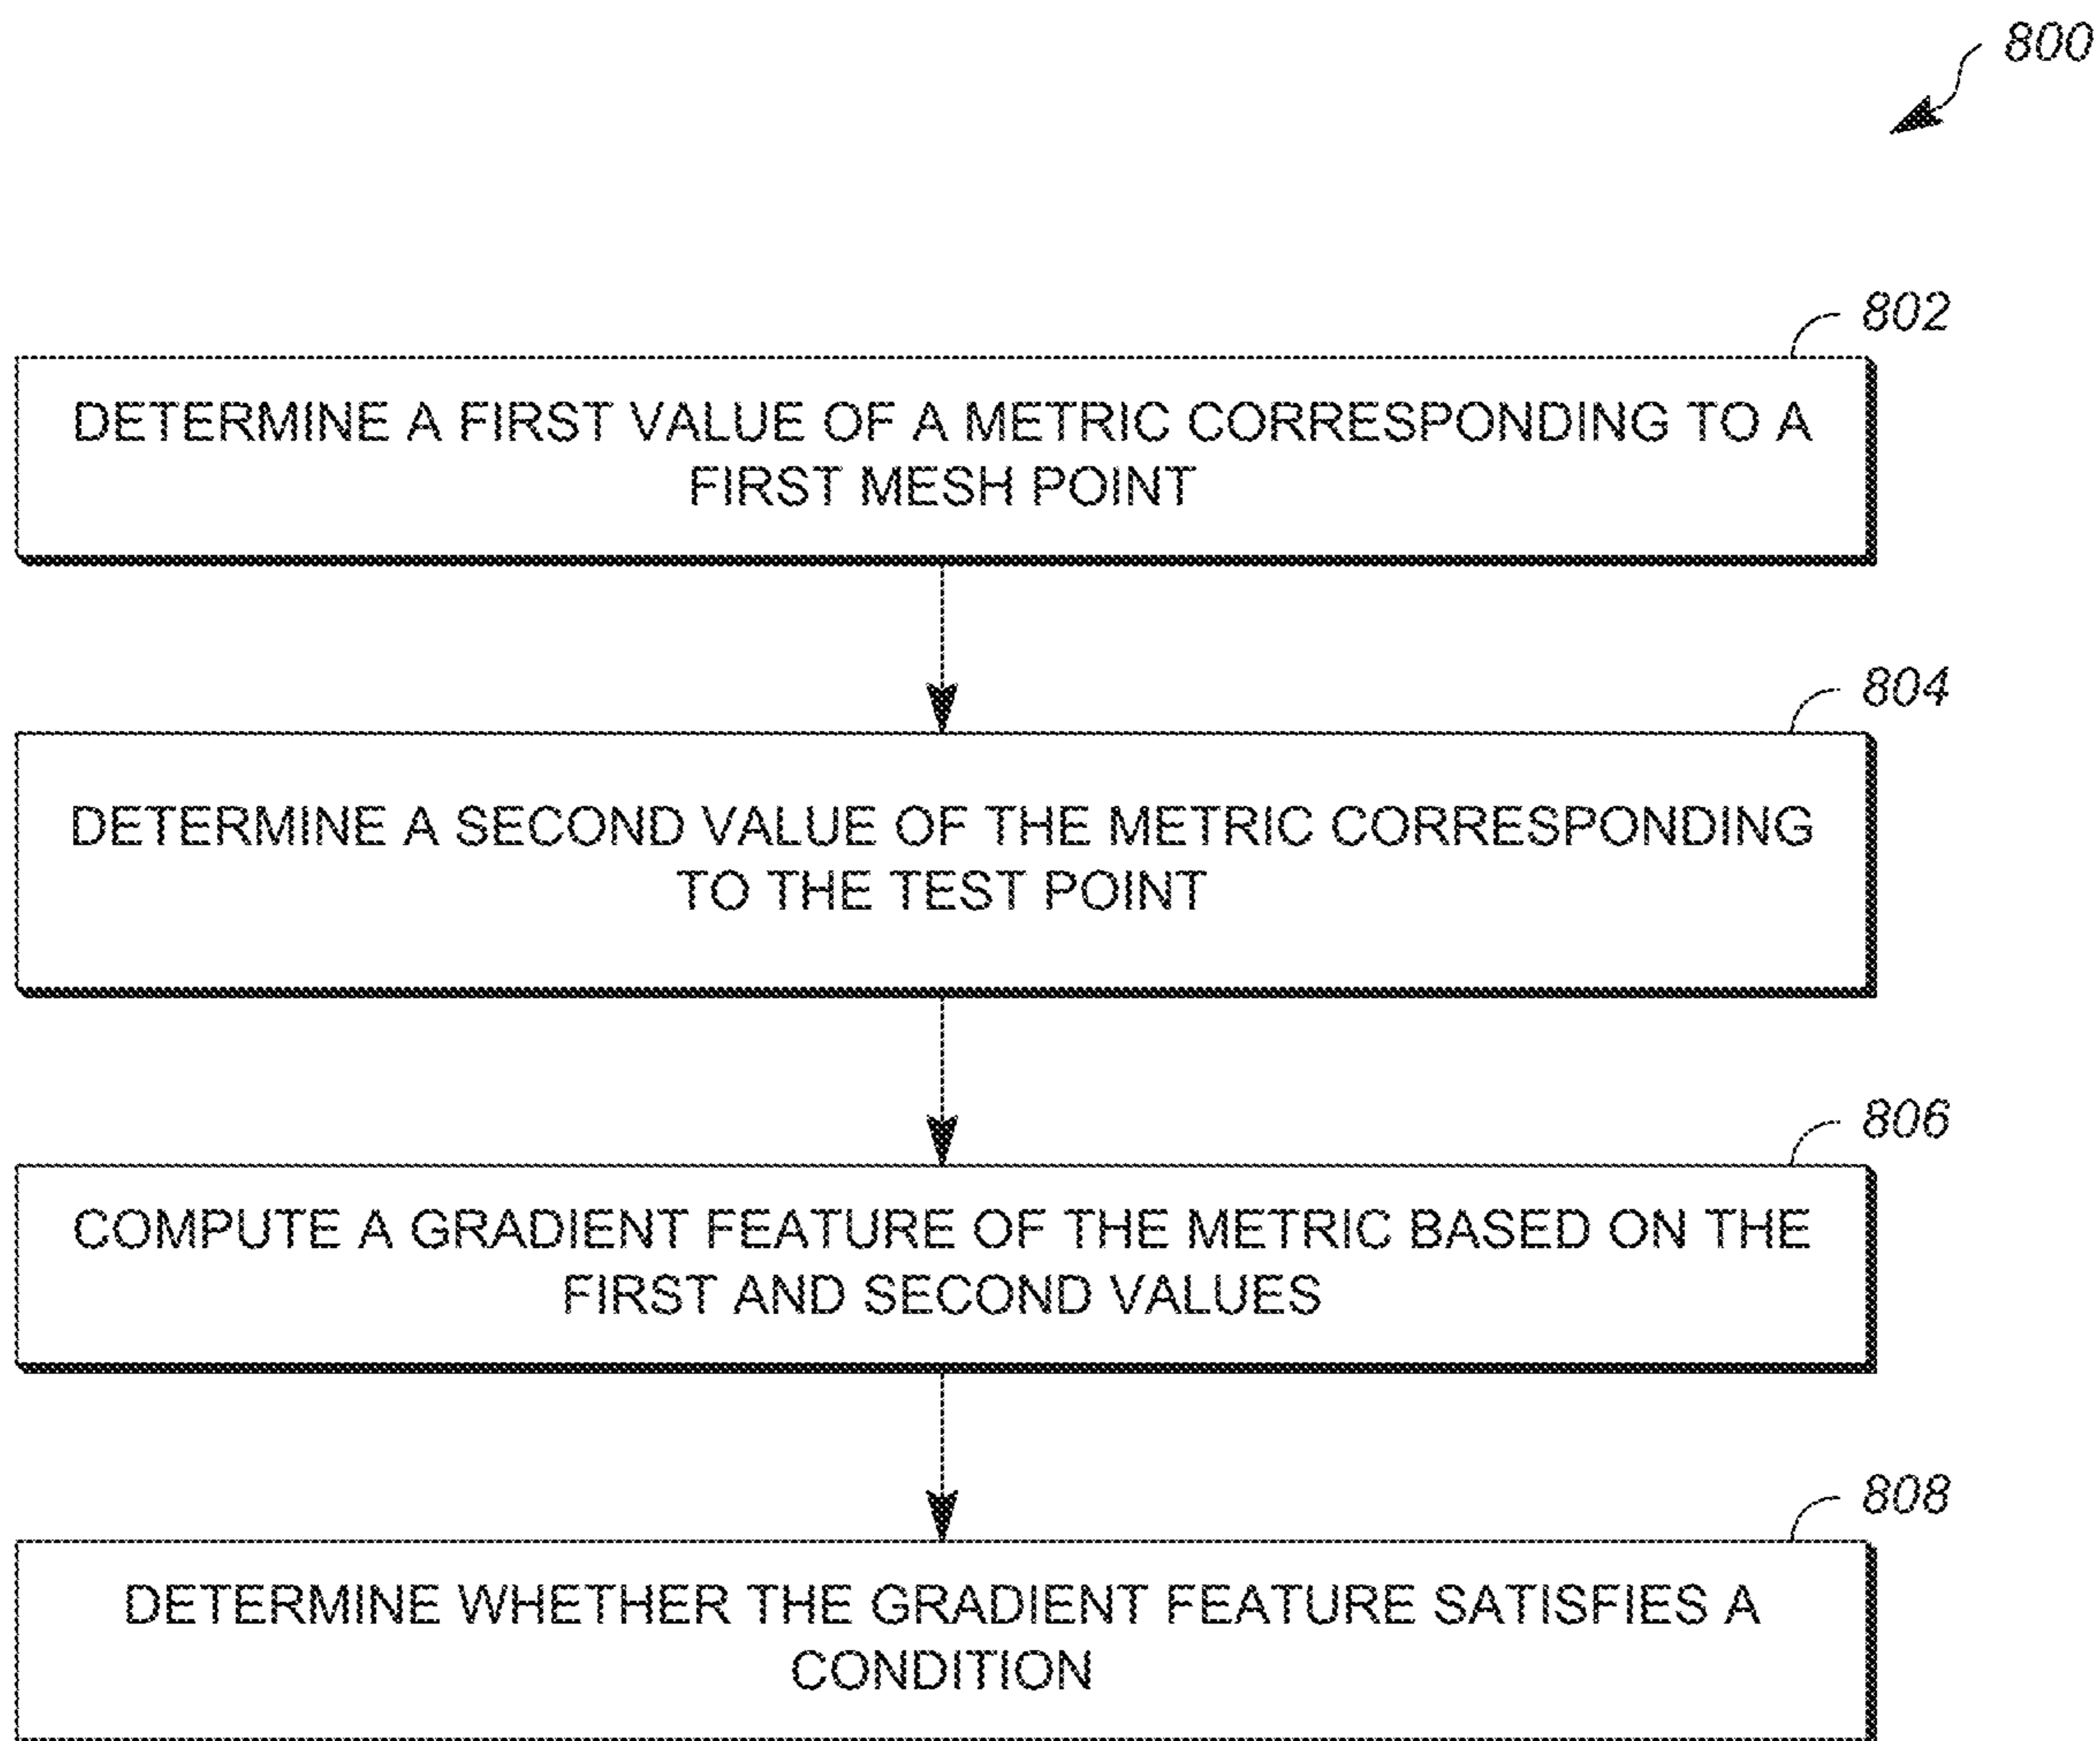 800
802
DETERMINE A FIRST VALUE OF A METRIC CORRESPONDING TO A
FIRST MESH POINT
804
DETERMINE A SECOND VALUE OF THE METRIC CORRESPONDING
TO THE TEST POINT
806
COMPUTE A GRADIENT FEATURE OF THE METRIC BASED ON THE
FIRST AND SECOND VALUES
808
DETERMINE WHETHER THE GRADIENT FEATURE SATISFIES A
CONDITION